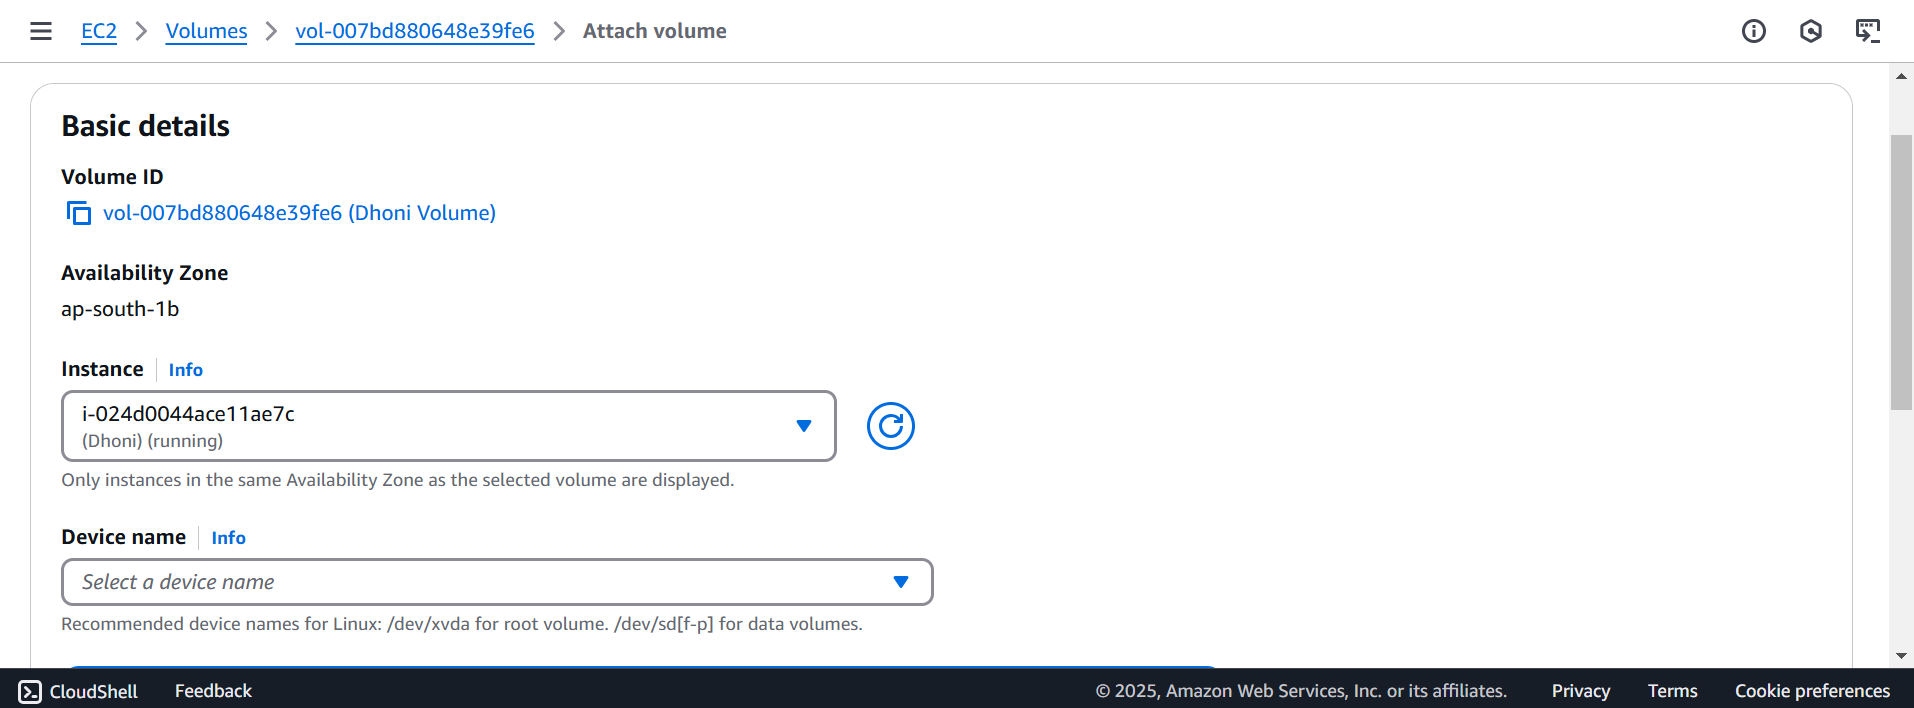 EC2 > Volumes > vol-007bd880648e39fe6 > Attach volume
Basic details
Volume ID
vol-007bd880648e39fe6 (Dhoni Volume)
Availability Zone
ap-south-1b
Instance | Info
i-024d0044ace11ae7c
(Dhoni) (running)
Only instances in the same Availability Zone as the selected volume are displayed.
Device name | Info
Select a device name
Recommended device names for Linux: /dev/xvda for root volume. /dev/sd[f-p] for data volumes.
CloudShell Feedback © 2025, Amazon Web Services, Inc. or its affiliates. Privacy Terms Cookie preferences